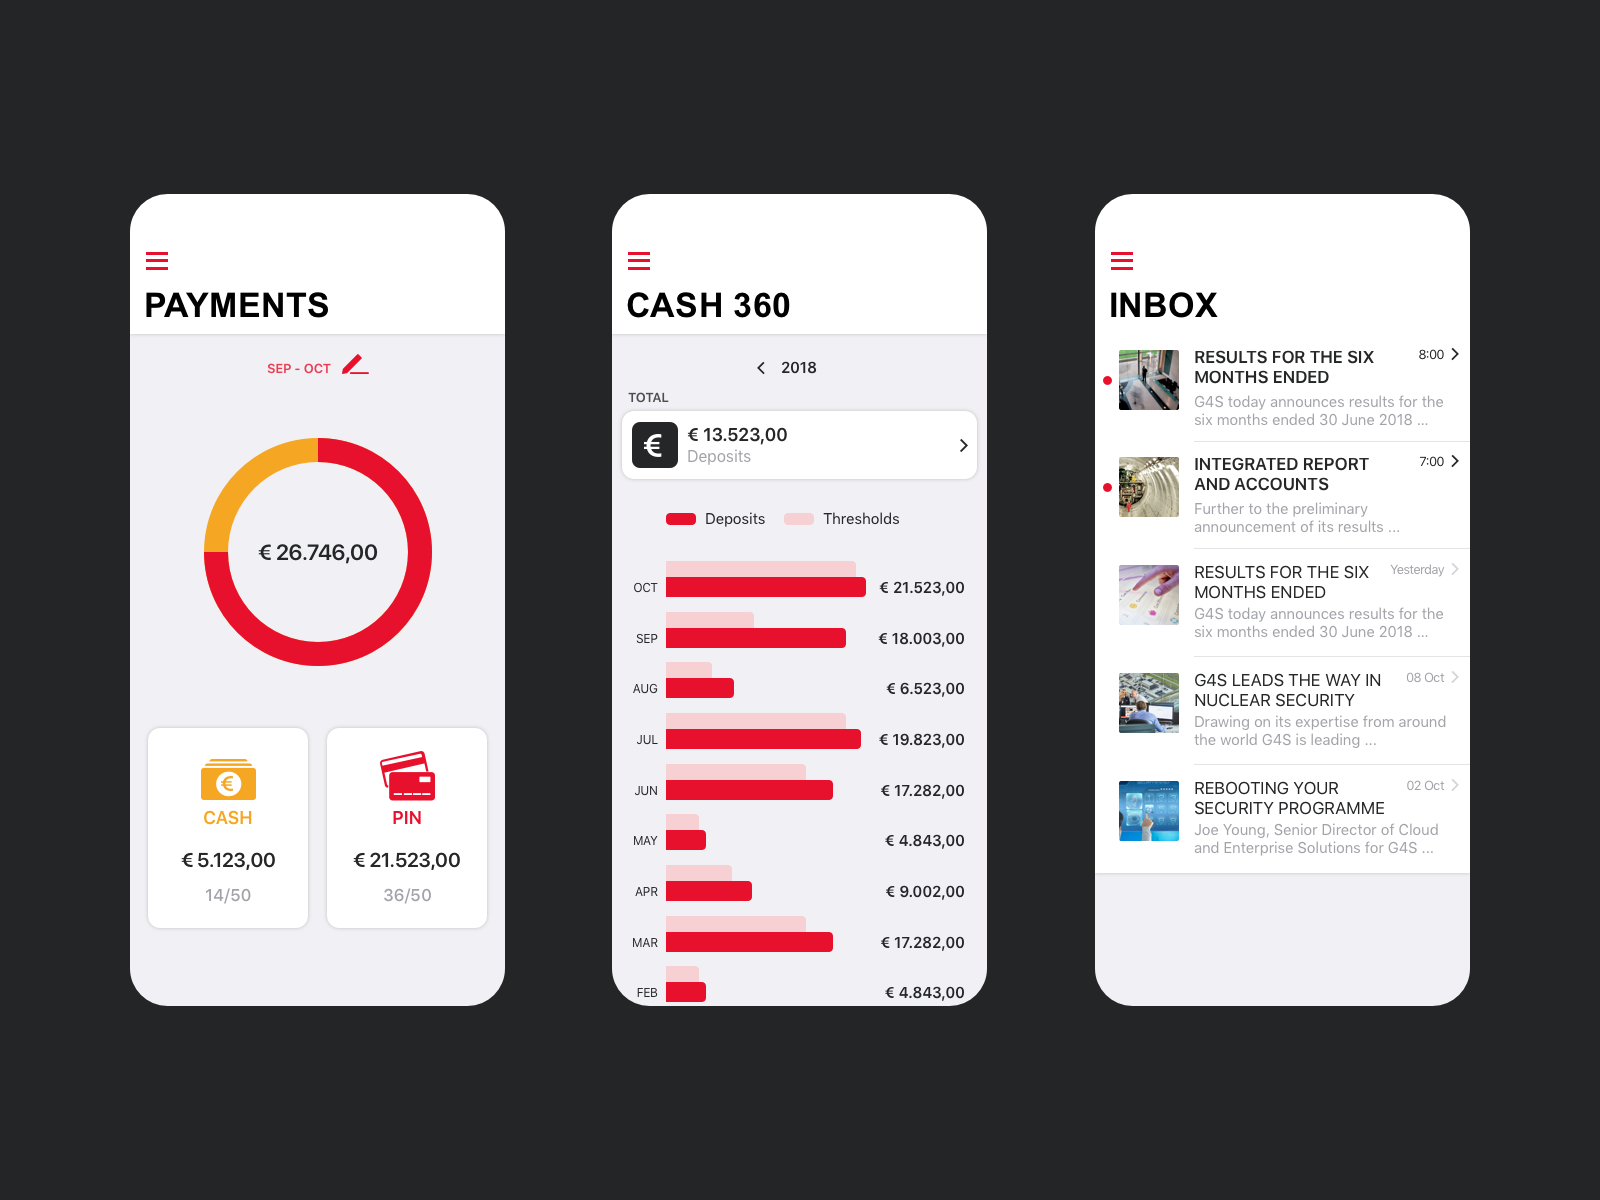 PAYMENTS
SEP - OCT
€ 26.746,00
CASH
€ 5.123,00
14/50
PIN
€ 21.523,00
36/50
CASH 360
2018
TOTAL
€
€ 13.523,00
Deposits
Deposits
Thresholds
OCT € 21.523,00
SEP € 18.003,00
AUG € 6.523,00
JUL € 19.823,00
JUN € 17.282,00
MAY € 4.843,00
APR € 9.002,00
MAR € 17.282,00
FEB € 4.843,00
INBOX
RESULTS FOR THE SIX 8:00
MONTHS ENDED
G4S today announces results for the
six months ended 30 June 2018 ...
INTEGRATED REPORT 7:00
AND ACCOUNTS
Further to the preliminary
announcement of its results ...
RESULTS FOR THE SIX Yesterday
MONTHS ENDED
G4S today announces results for the
six months ended 30 June 2018 ...
G4S LEADS THE WAY IN 08 Oct
NUCLEAR SECURITY
Drawing on its expertise from around
the world G4S is leading ...
REBOOTING YOUR 02 Oct
SECURITY PROGRAMME
Joe Young, Senior Director of Cloud
and Enterprise Solutions for G4S ...